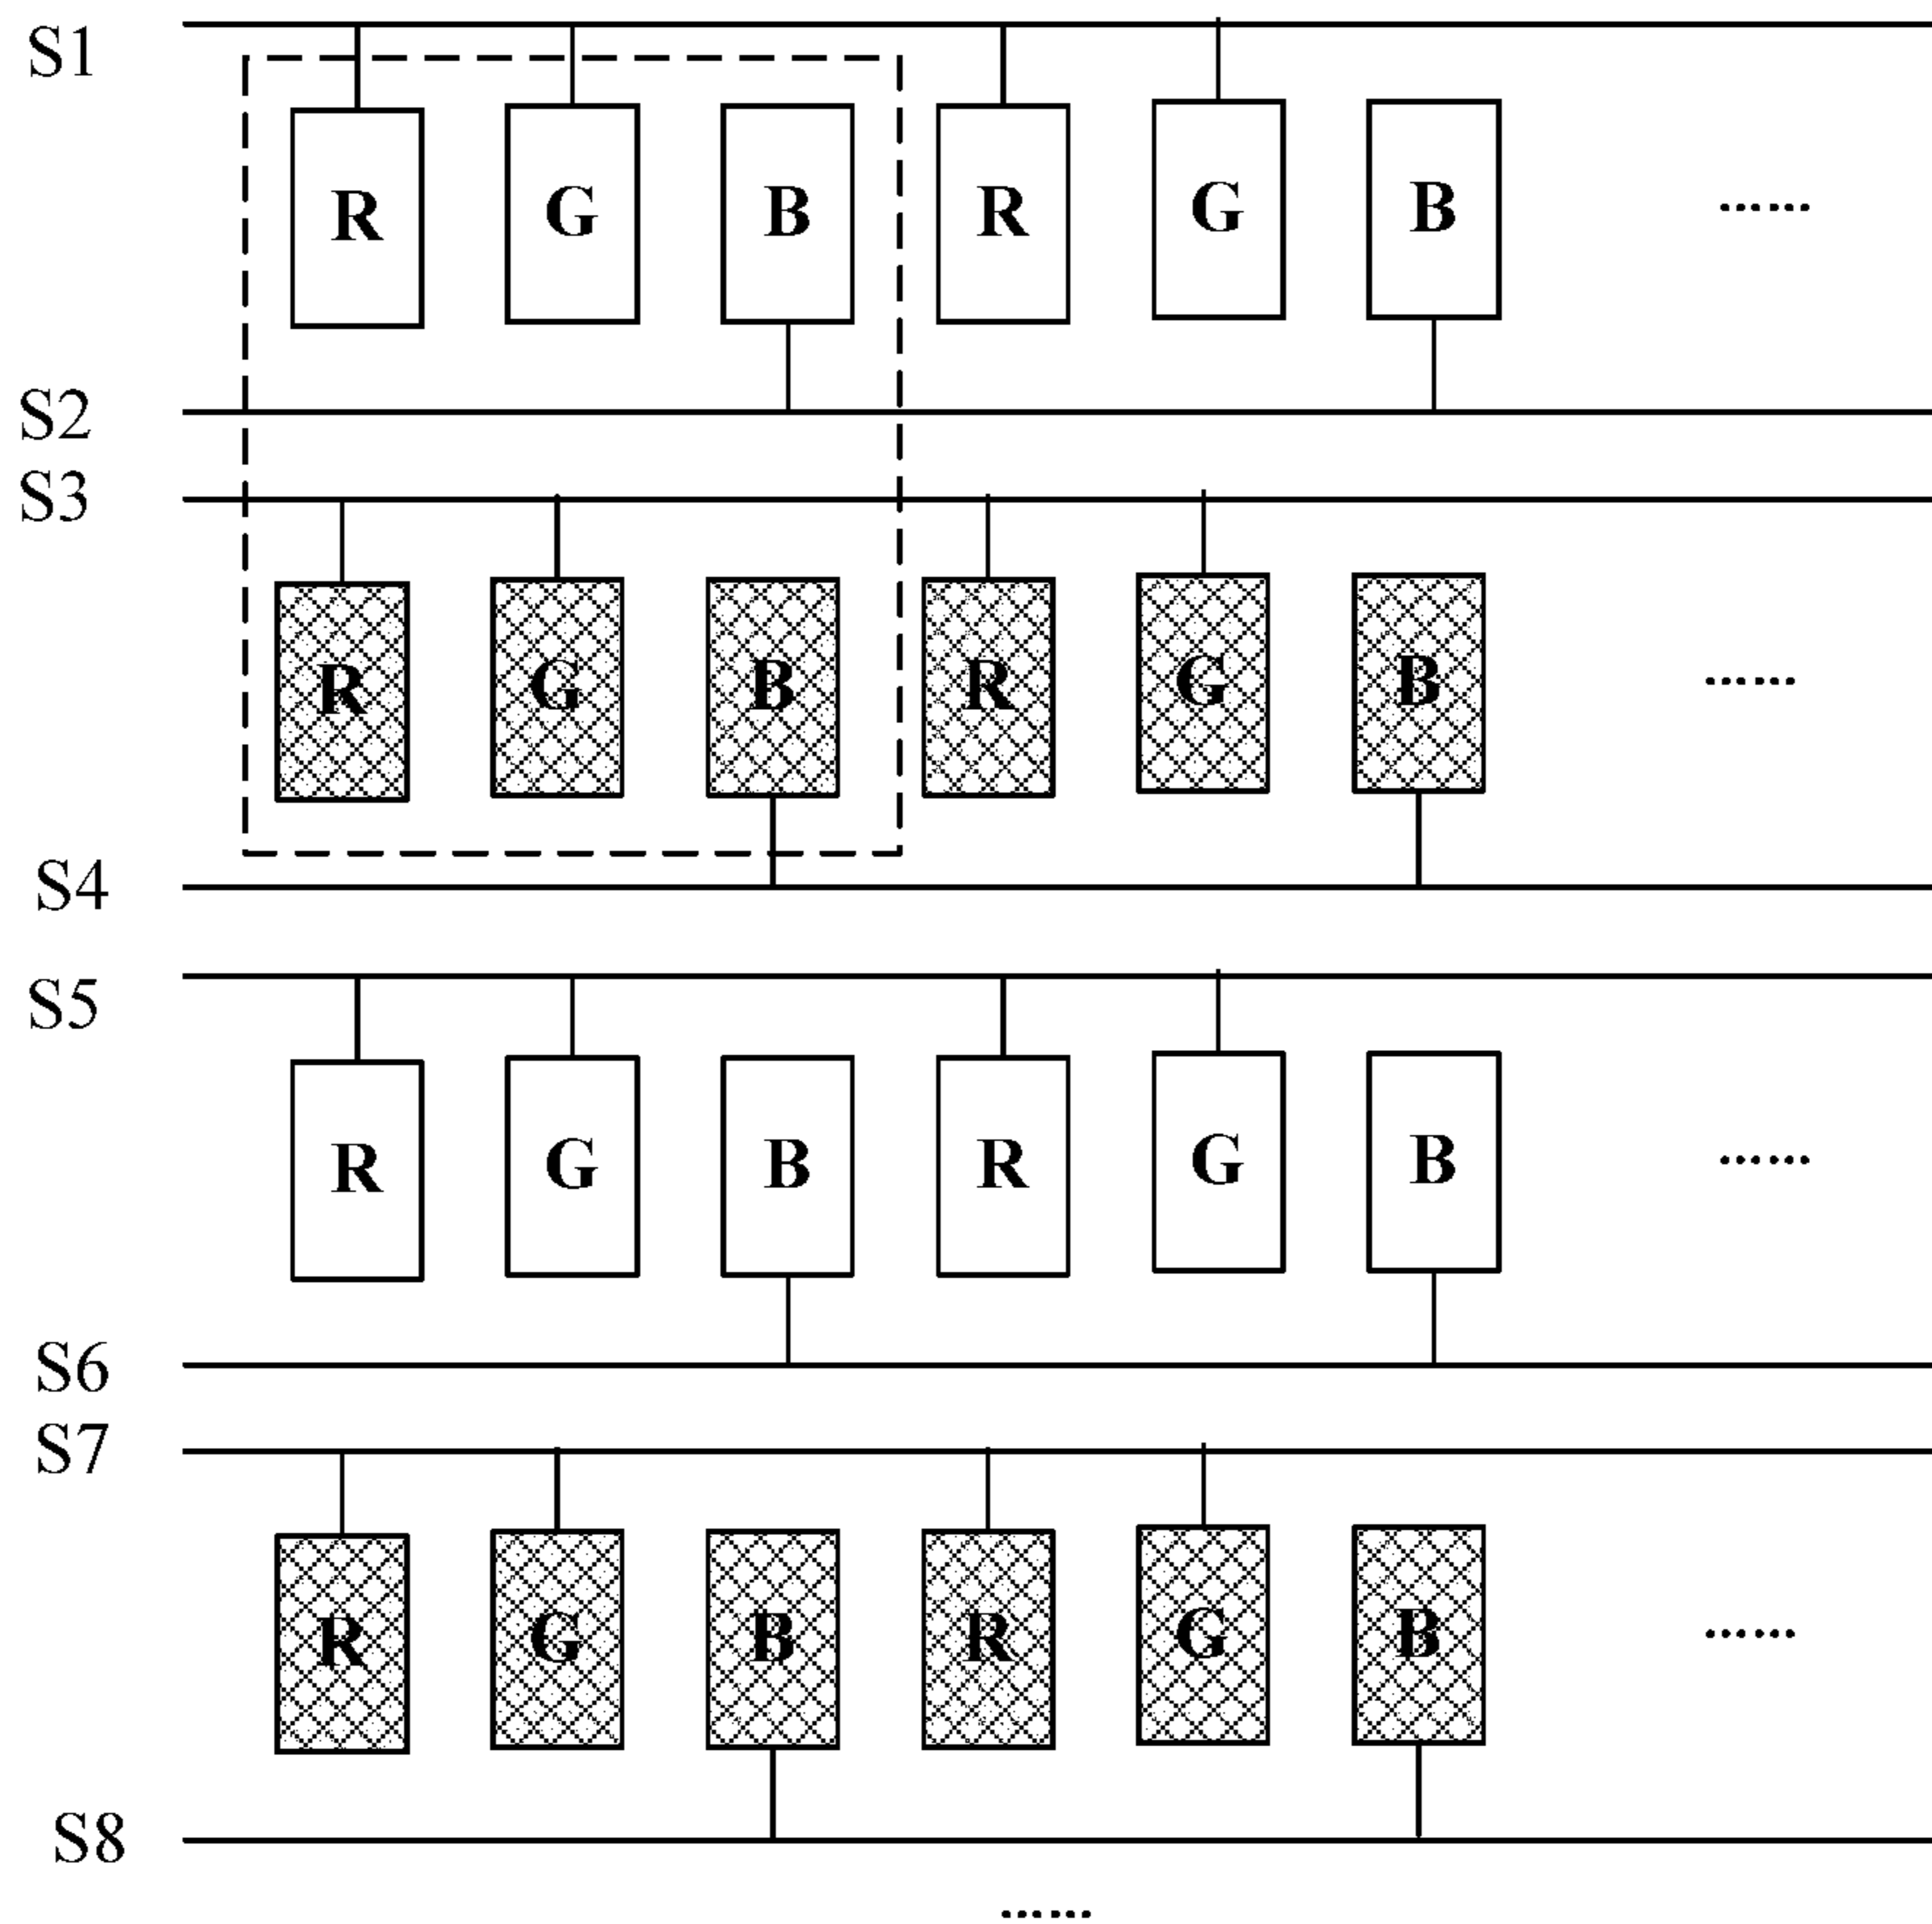 S1
R G B R G B ......
S2
S3
R G B R G B ......
S4
S5
R G B R G B ......
S6
S7
R G B R G B ......
S8
......